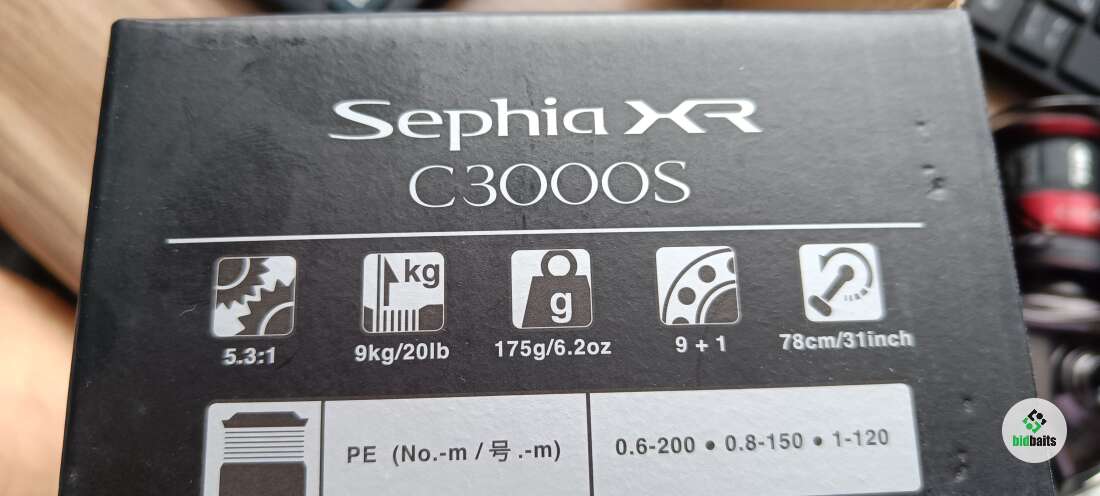 Sephia XR
C3000S
kg
g
5.3:1
9kg/20lb
175g/6.2oz
9 + 1
78cm/31inch
PE (No.-m / 号.-m)
0.6-200 • 0.8-150 • 1-120
bidbaits